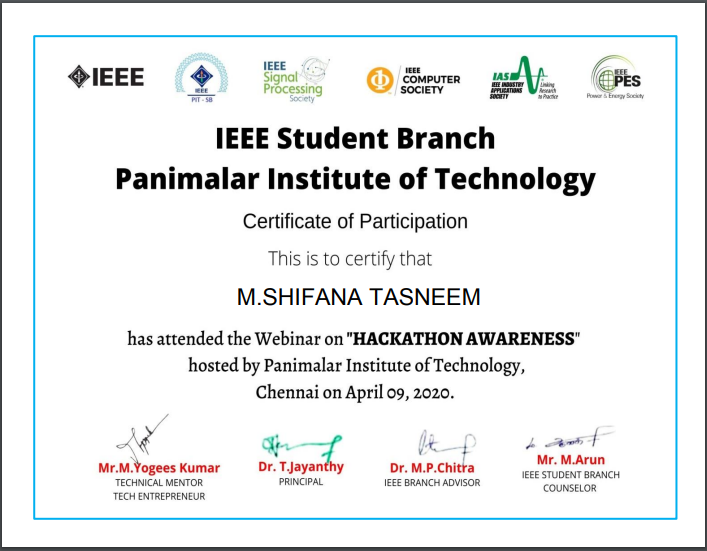 IEEE
IEEE
PIT - SB
IEEE
Signal
Processing
Society
IEEE
COMPUTER
SOCIETY
IAS
IEEE INDUSTRY
APPLICATIONS
SOCIETY
Linking
Research
to Practice
IEEE
PES
Power & Energy Society
IEEE Student Branch
Panimalar Institute of Technology
Certificate of Participation
This is to certify that
M.SHIFANA TASNEEM
has attended the Webinar on "HACKATHON AWARENESS"
hosted by Panimalar Institute of Technology,
Chennai on April 09, 2020.
Mr.M.Yogees Kumar
TECHNICAL MENTOR
TECH ENTREPRENEUR
Dr. T.Jayanthy
PRINCIPAL
Dr. M.P.Chitra
IEEE BRANCH ADVISOR
Mr. M.Arun
IEEE STUDENT BRANCH
COUNSELOR